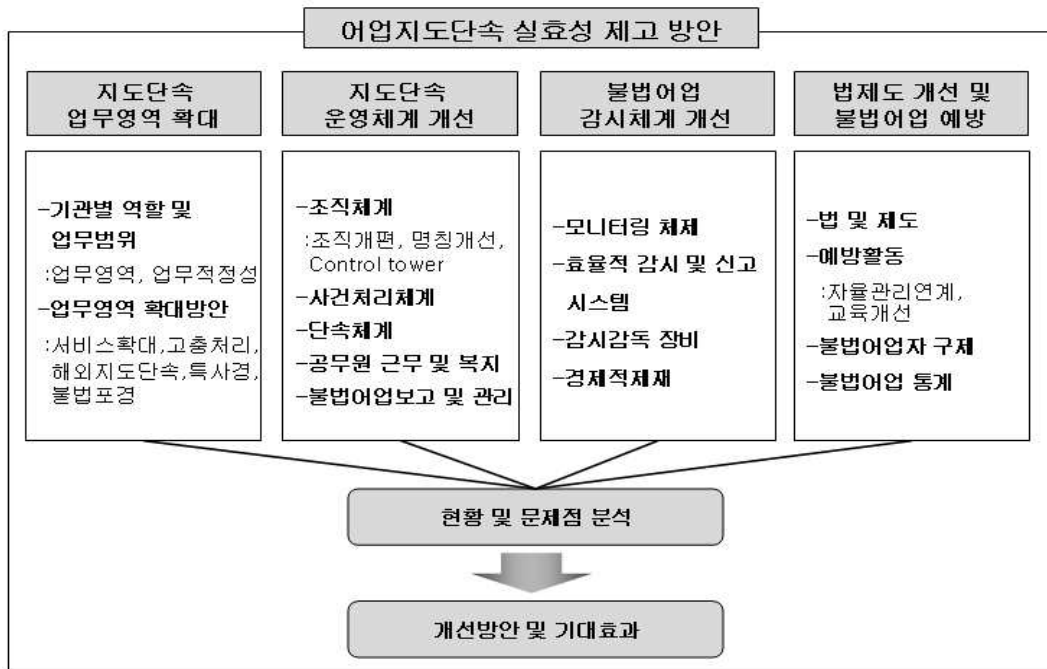 어업지도단속 실효성 제고 방안
지도단속
업무영역 확대
-기관별 역할 및
업무범위
:업무영역, 업무적정성
-업무영역 확대방안
:서비스확대,고충처리,
해외지도단속,특사경,
불법포경
지도단속
운영체계 개선
-조직체계
:조직개편, 명칭개선,
Control tower
-사건처리체계
-단속체계
-공무원 근무 및 복지
-불법어업보고 및 관리
불법어업
감시체계 개선
-모니터링 체제
-효율적 감시 및 신고
시스템
-감시감독 장비
-경제적제재
법제도 개선 및
불법어업 예방
-법 및 제도
-예방활동
:자율관리연계,
교육개선
-불법어업자 구제
-불법어업 통계
현황 및 문제점 분석
개선방안 및 기대효과